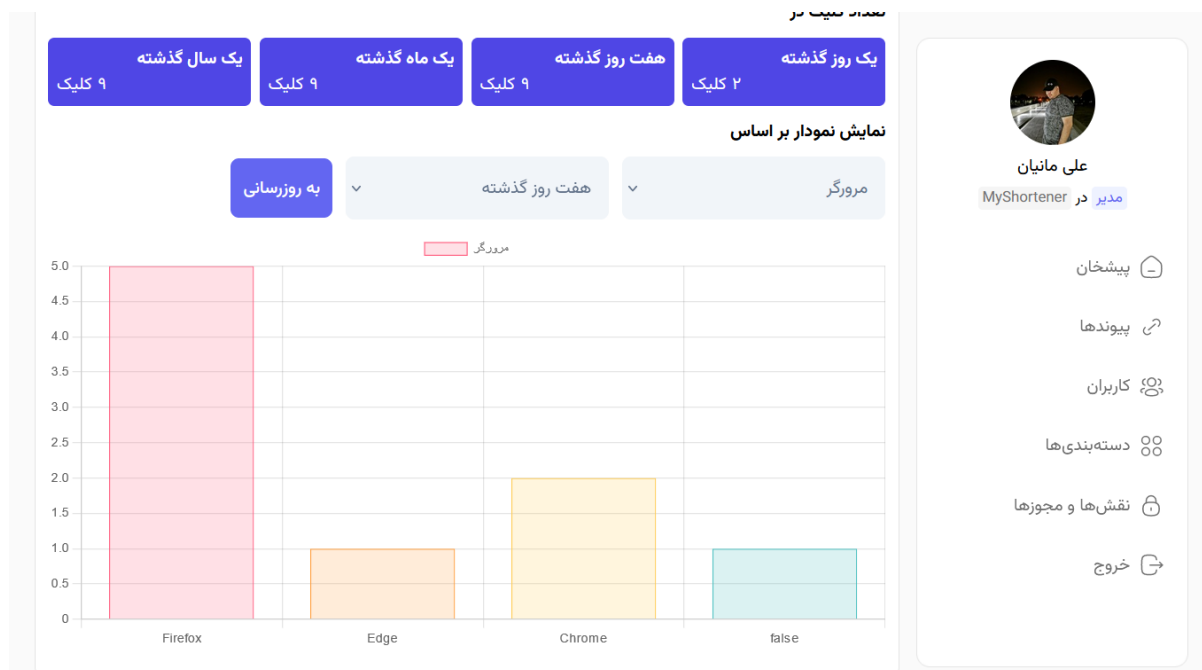 تعداد کلیک در
یک روز گذشته
۲ کلیک
هفت روز گذشته
۹ کلیک
یک ماه گذشته
۹ کلیک
یک سال گذشته
۹ کلیک
نمایش نمودار بر اساس
مرورگر
هفت روز گذشته
به روزرسانی
مرورگر
5.0
4.5
4.0
3.5
3.0
2.5
2.0
1.5
1.0
0.5
0
Firefox
Edge
Chrome
false
علی مانیان
مدیر در MyShortener
پیشخان
پیوندها
کاربران
دسته‌بندی‌ها
نقش‌ها و مجوزها
خروج